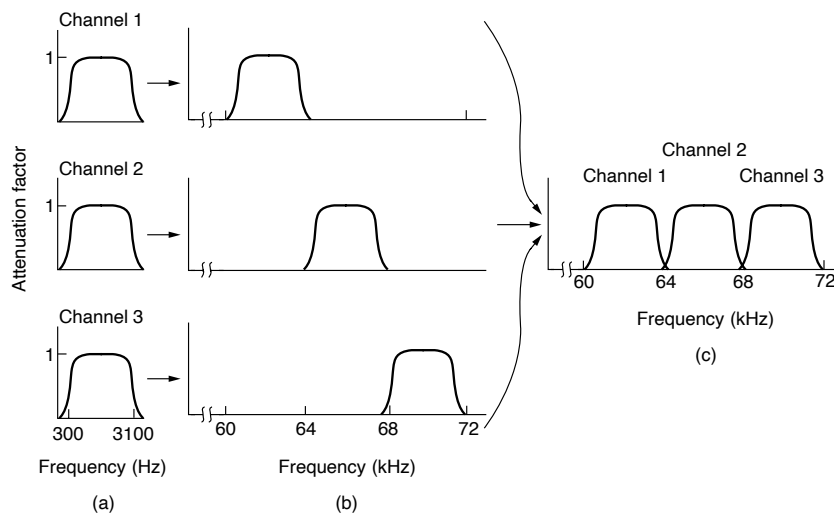 Channel 1
1
Channel 2
1
Channel 3
1
Attenuation factor
300 3100
Frequency (Hz)
(a)
60 64 68 72
Frequency (kHz)
(b)
Channel 2
Channel 1 Channel 3
60 64 68 72
Frequency (kHz)
(c)